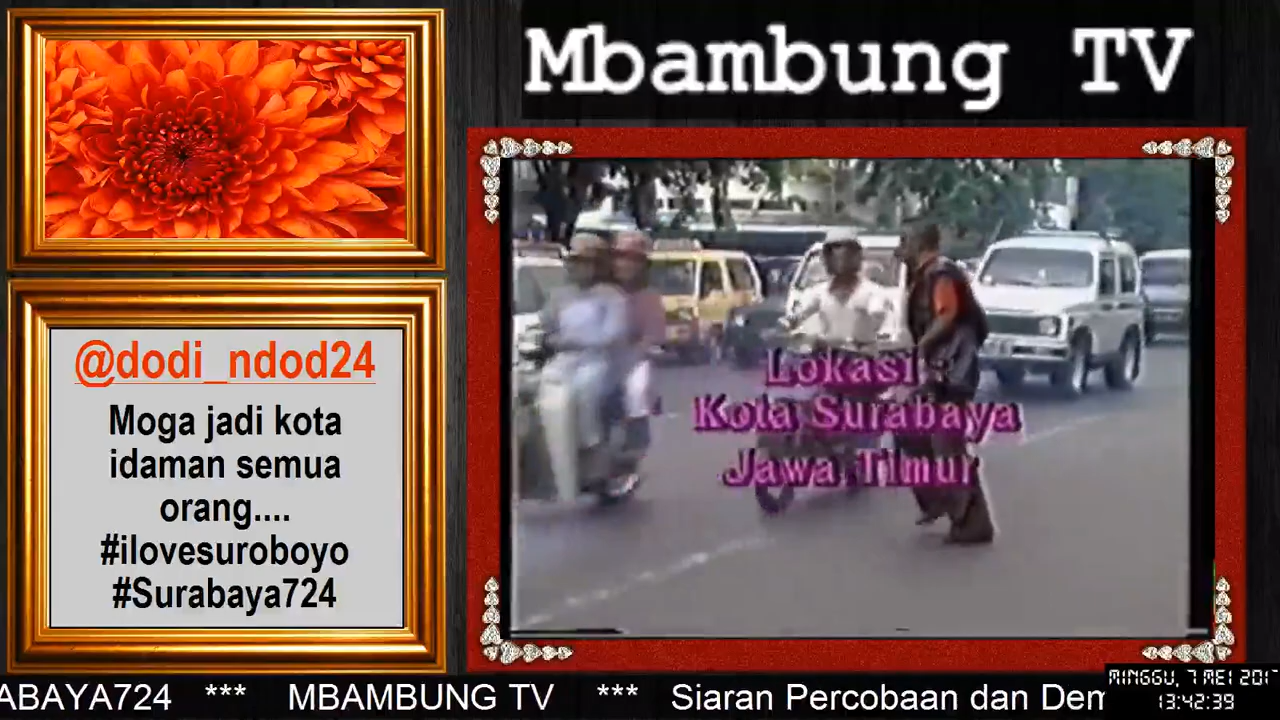 Mbambung TV
@dodi_ndod24
Moga jadi kota
idaman semua
orang....
#ilovesuroboyo
#Surabaya724
Lokasi
Kota Surabaya
Jawa Timur
ABAYA724 *** MBAMBUNG TV *** Siaran Percobaan dan Dem
MINGGU, 7 MEI 201
13:42:39